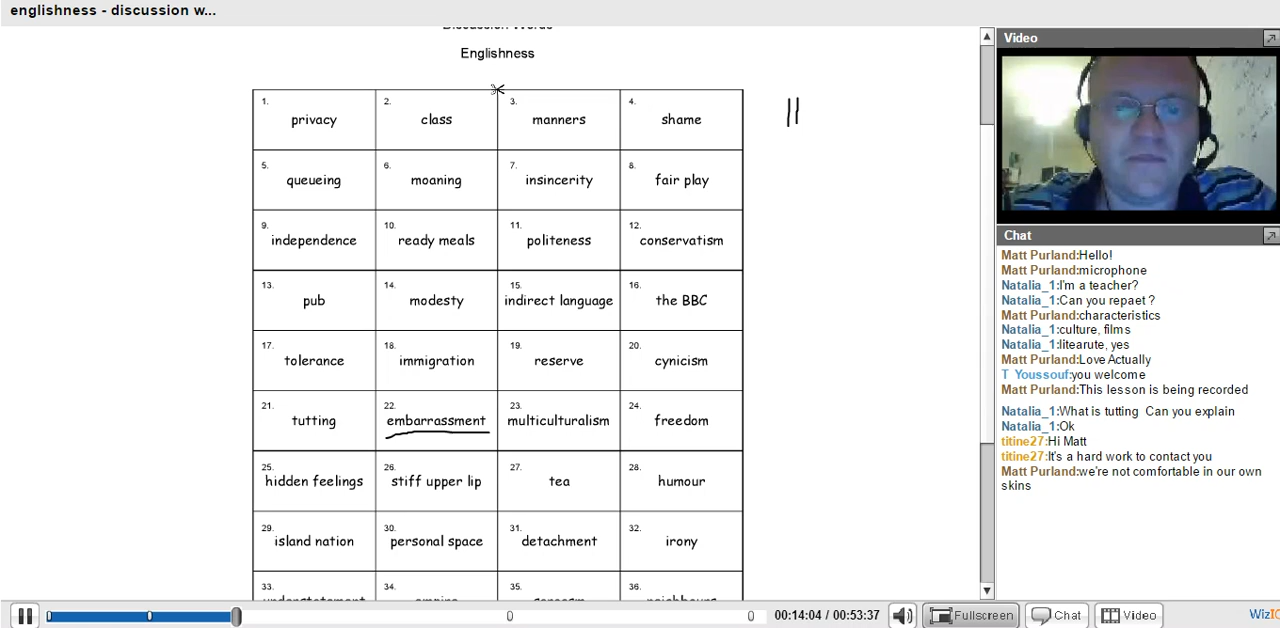 englishness - discussion w...
Discussion Words
Englishness
1. privacy
2. class
3. manners
4. shame
5. queueing
6. moaning
7. insincerity
8. fair play
9. independence
10. ready meals
11. politeness
12. conservatism
13. pub
14. modesty
15. indirect language
16. the BBC
17. tolerance
18. immigration
19. reserve
20. cynicism
21. tutting
22. embarrassment
23. multiculturalism
24. freedom
25. hidden feelings
26. stiff upper lip
27. tea
28. humour
29. island nation
30. personal space
31. detachment
32. irony
33. understatement
34. empire
35. sarcasm
36. neighbours
Video
Chat
Matt Purland:Hello!
Matt Purland:microphone
Natalia_1:I'm a teacher?
Natalia_1:Can you repaet ?
Matt Purland:characteristics
Natalia_1:culture, films
Natalia_1:litearute, yes
Matt Purland:Love Actually
T Youssouf:you welcome
Matt Purland:This lesson is being recorded
Natalia_1:What is tutting Can you explain
Natalia_1:Ok
titine27:Hi Matt
titine27:It's a hard work to contact you
Matt Purland:we're not comfortable in our own
skins
00:14:04 / 00:53:37
Fullscreen
Chat
Video